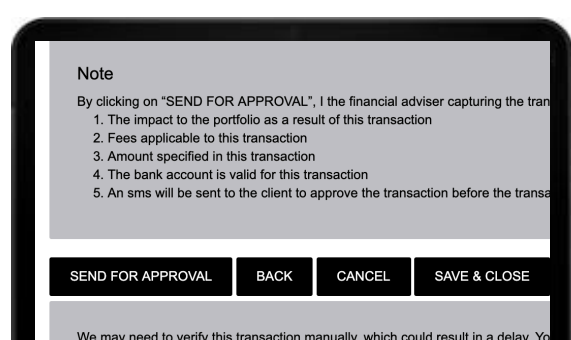 Note
By clicking on “SEND FOR APPROVAL”, I the financial adviser capturing the tran
1. The impact to the portfolio as a result of this transaction
2. Fees applicable to this transaction
3. Amount specified in this transaction
4. The bank account is valid for this transaction
5. An sms will be sent to the client to approve the transaction before the transa
SEND FOR APPROVAL BACK CANCEL SAVE & CLOSE
We may need to verify this transaction manually, which could result in a delay. Yo